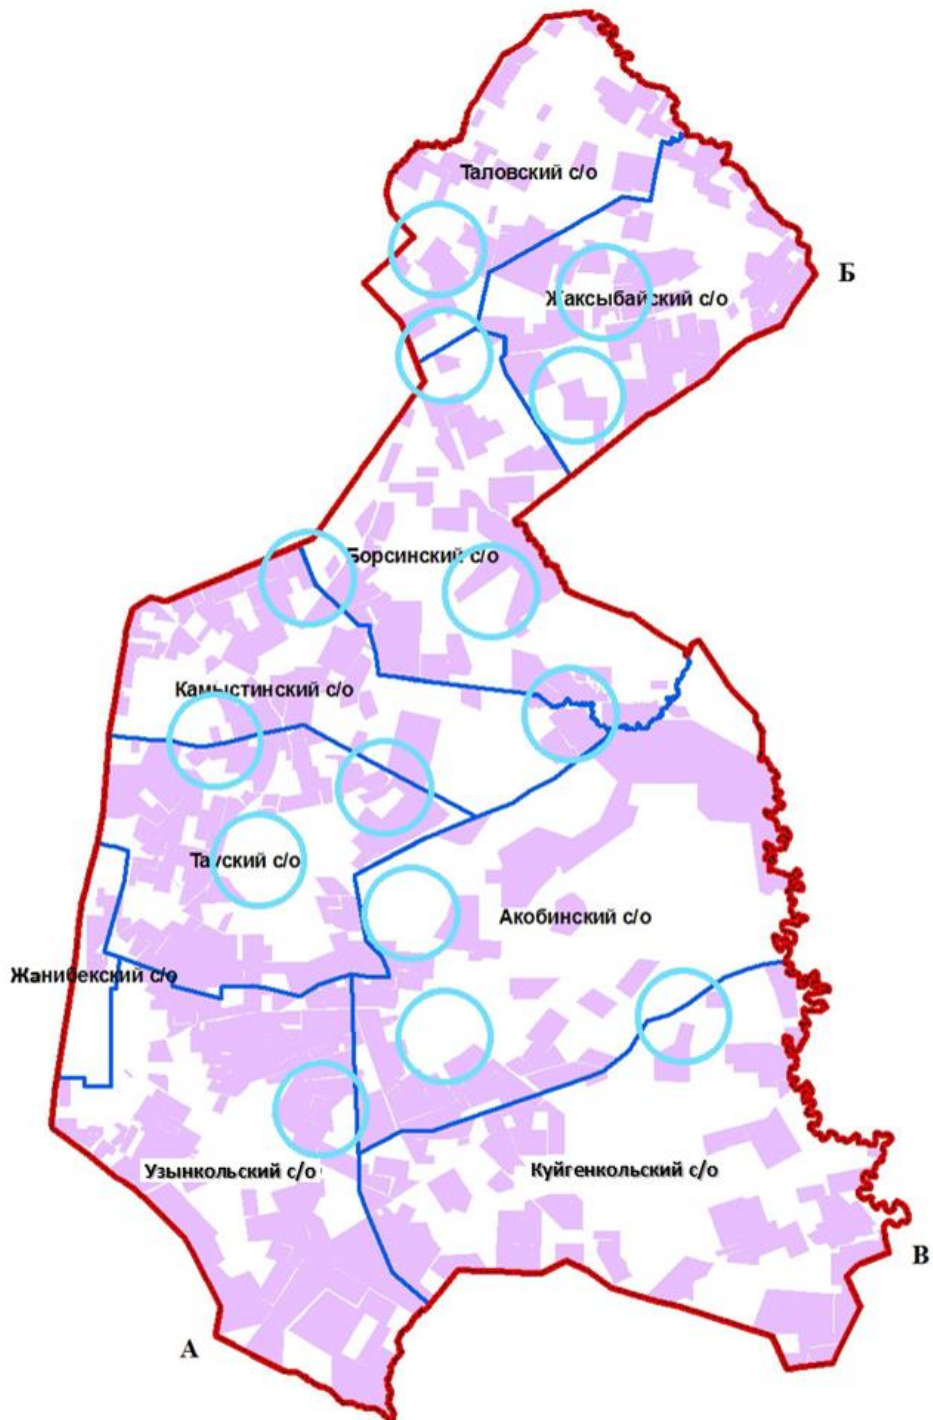 Таловский с/о
Б
Жаксыбайский с/о
Борсинский с/о
Камыстинский с/о
Тауский с/о
Акобинский с/о
Жанибекский с/о
Узынкольский с/о
Куйгенкольский с/о
В
А